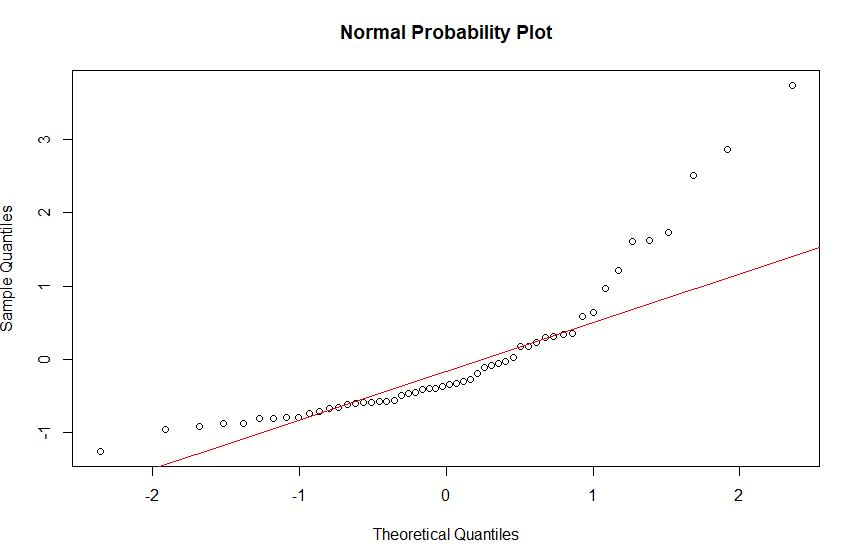 Normal Probability Plot
Sample Quantiles
3
2
1
0
-1
-2 -1 0 1 2
Theoretical Quantiles